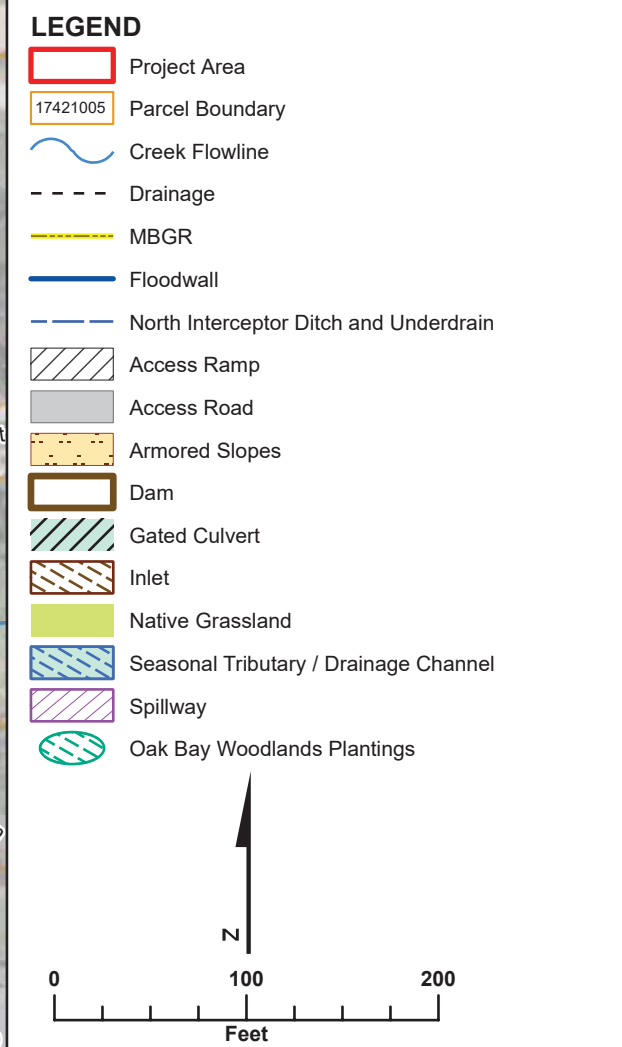 LEGEND
Project Area
17421005 Parcel Boundary
Creek Flowline
Drainage
MBGR
Floodwall
North Interceptor Ditch and Underdrain
Access Ramp
Access Road
Armored Slopes
Dam
Gated Culvert
Inlet
Native Grassland
Seasonal Tributary / Drainage Channel
Spillway
Oak Bay Woodlands Plantings
N
0 100 200
Feet